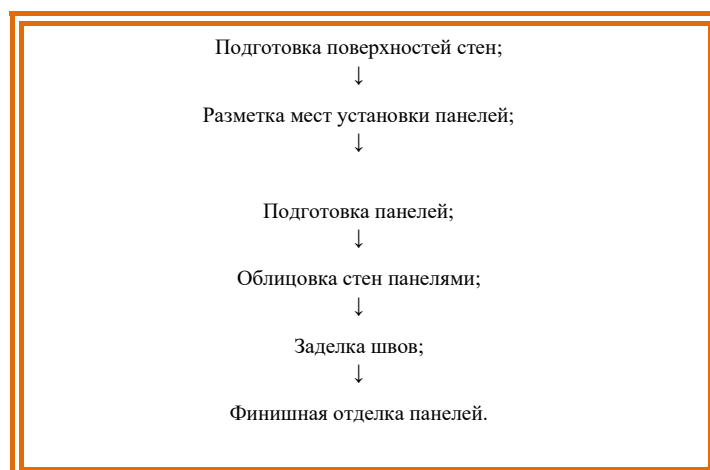 Подготовка поверхностей стен;
↓
Разметка мест установки панелей;
↓
Подготовка панелей;
↓
Облицовка стен панелями;
↓
Заделка швов;
↓
Финишная отделка панелей.